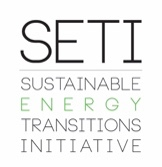 SETI
SUSTAINABLE
ENERGY
TRANSITIONS
INITIATIVE